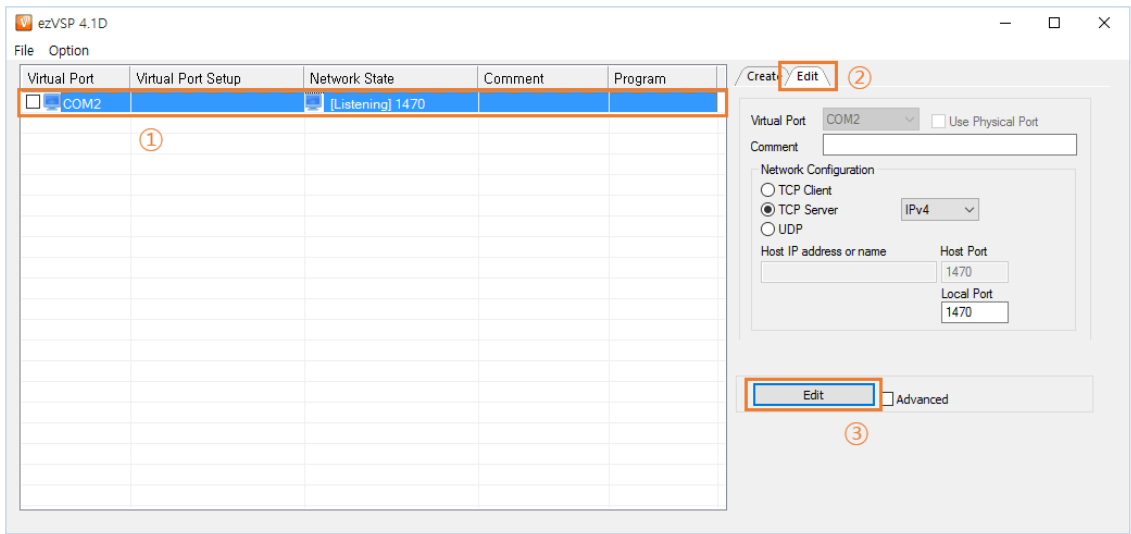 ezVSP 4.1D
File Option
Virtual Port Virtual Port Setup Network State Comment Program
COM2 [Listening] 1470
①
Create Edit ②
Virtual Port COM2 Use Physical Port
Comment
Network Configuration
TCP Client
TCP Server IPv4
UDP
Host IP address or name Host Port
1470
Local Port
1470
Edit Advanced
③